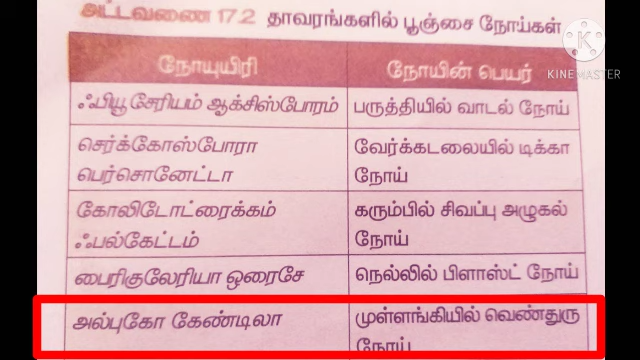 அட்டவணை 17.2 தாவரங்களில் பூஞ்சை நோய்கள்
KINEMASTER
நோயுயிரி நோயின் பெயர்
ஃபியூசேரியம் ஆக்சிஸ்போரம் பருத்தியில் வாடல் நோய்
செர்க்கோஸ்போரா வேர்க்கடலையில் டிக்கா
பெர்சொனேட்டா நோய்
கோலிடோட்ரைக்கம் கரும்பில் சிவப்பு அழுகல்
ஃபல்கேட்டம் நோய்
பைரிகுலேரியா ஒரைசே நெல்லில் பிளாஸ்ட் நோய்
அல்புகோ கேண்டிலா முள்ளங்கியில் வெண்துரு
நோய்